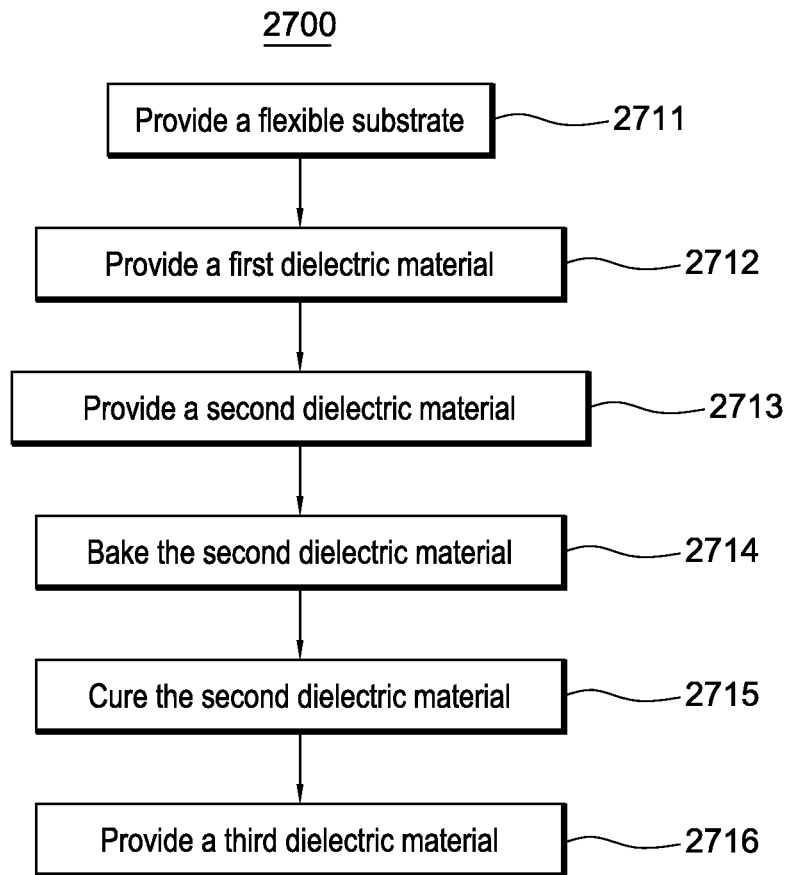 2700
Provide a flexible substrate 2711
Provide a first dielectric material 2712
Provide a second dielectric material 2713
Bake the second dielectric material 2714
Cure the second dielectric material 2715
Provide a third dielectric material 2716